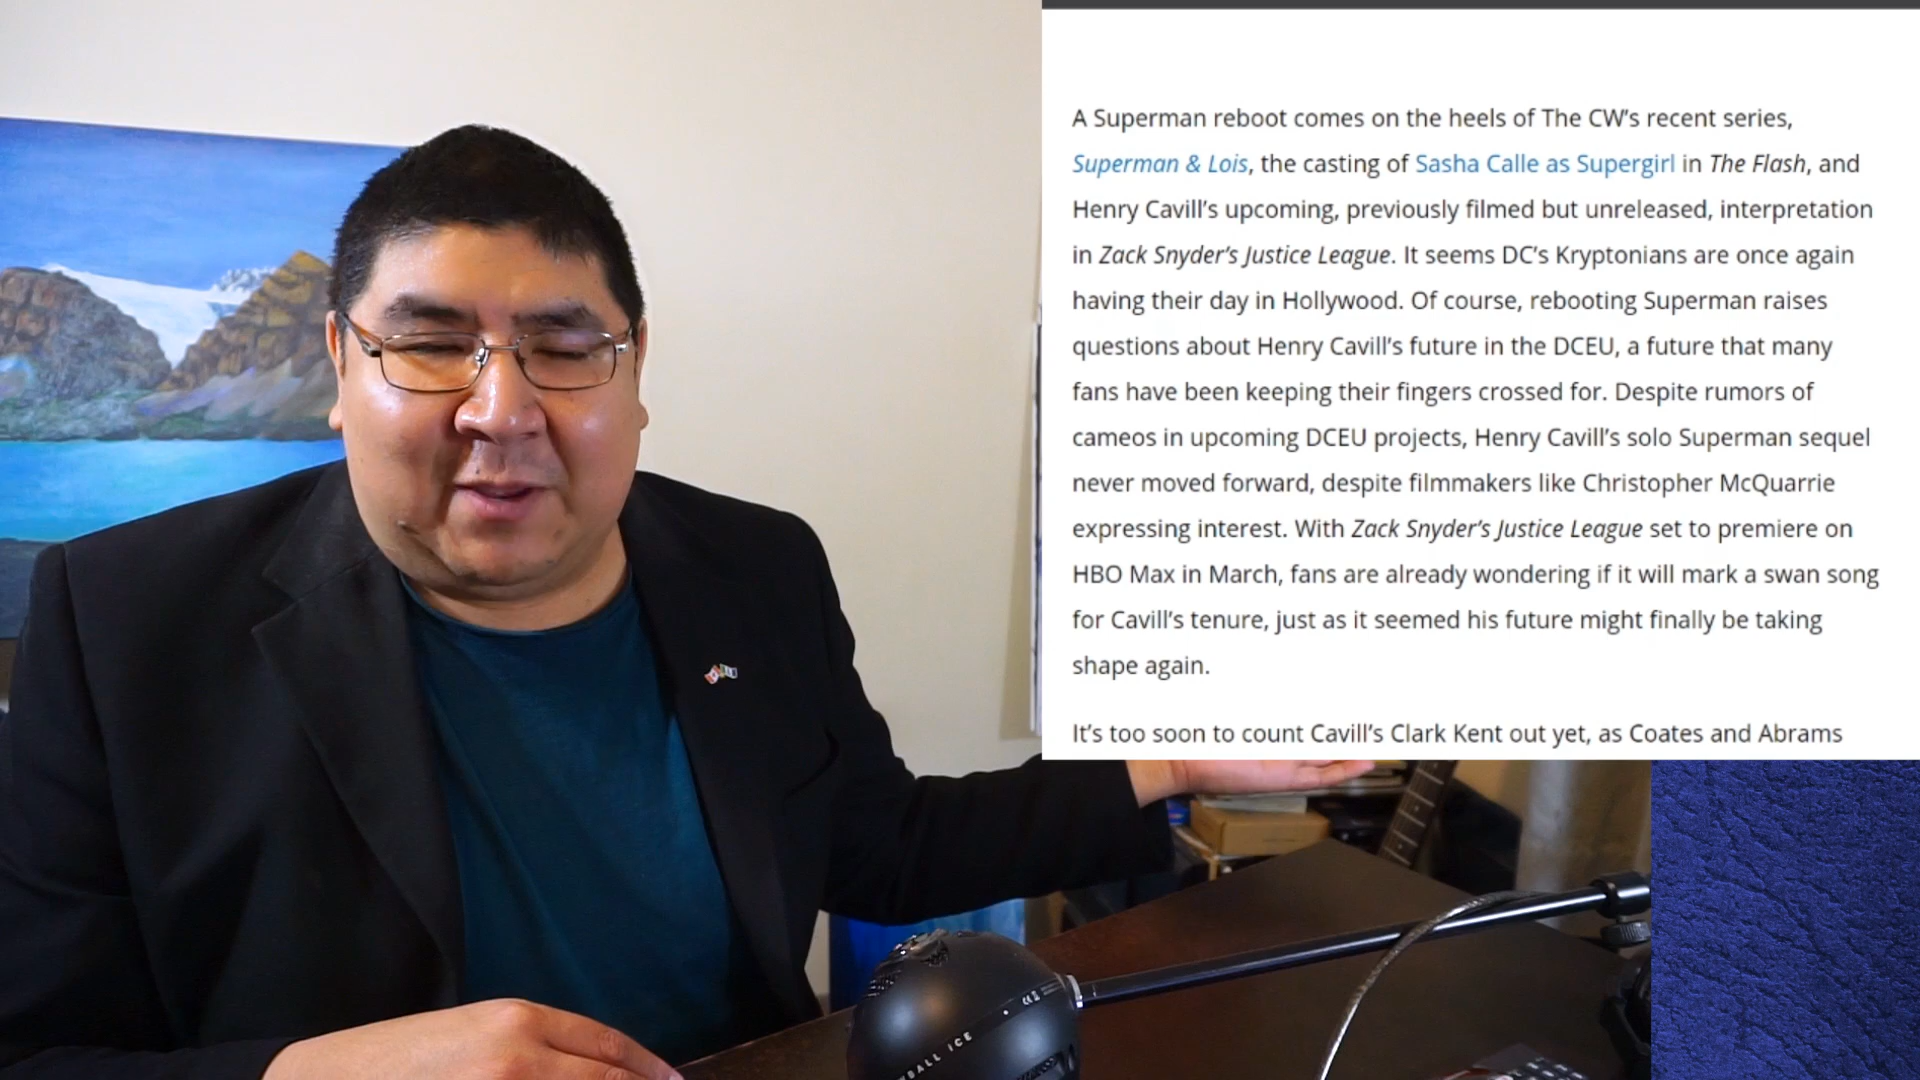 A Superman reboot comes on the heels of The CW’s recent series,
Superman & Lois, the casting of Sasha Calle as Supergirl in The Flash, and
Henry Cavill’s upcoming, previously filmed but unreleased, interpretation
in Zack Snyder’s Justice League. It seems DC’s Kryptonians are once again
having their day in Hollywood. Of course, rebooting Superman raises
questions about Henry Cavill’s future in the DCEU, a future that many
fans have been keeping their fingers crossed for. Despite rumors of
cameos in upcoming DCEU projects, Henry Cavill’s solo Superman sequel
never moved forward, despite filmmakers like Christopher McQuarrie
expressing interest. With Zack Snyder’s Justice League set to premiere on
HBO Max in March, fans are already wondering if it will mark a swan song
for Cavill’s tenure, just as it seemed his future might finally be taking
shape again.
It’s too soon to count Cavill’s Clark Kent out yet, as Coates and Abrams
ICE